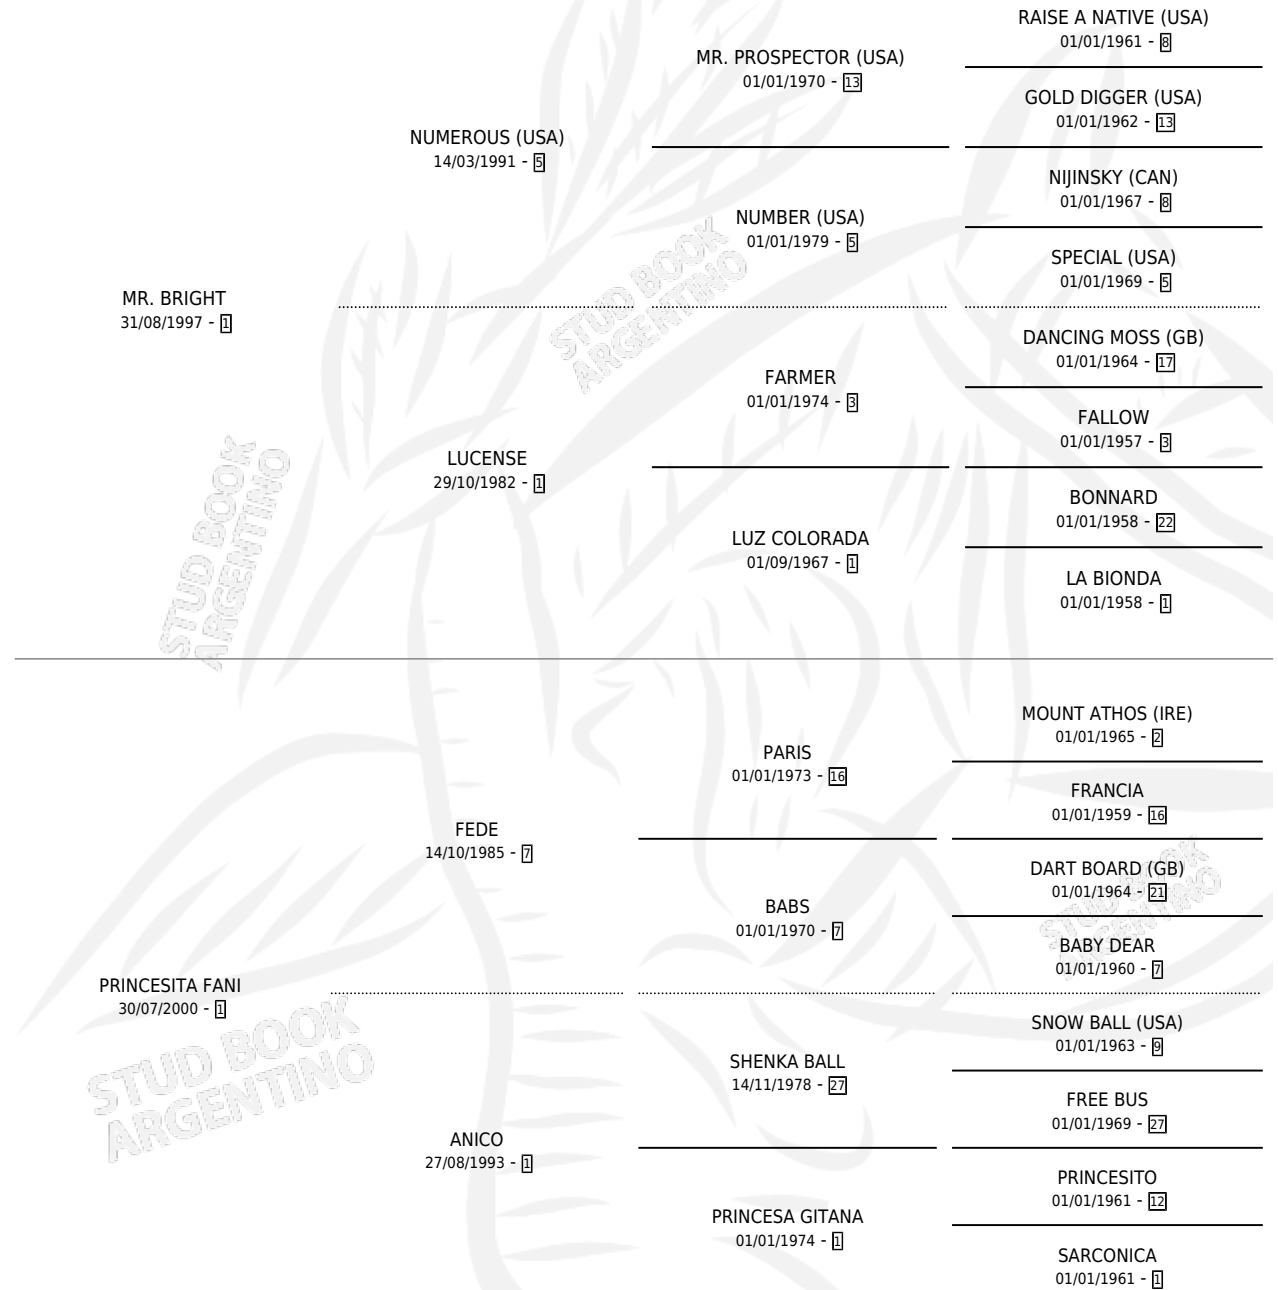 RAISE A NATIVE (USA)
01/01/1961 - 8
MR. PROSPECTOR (USA)
01/01/1970 - 13
GOLD DIGGER (USA)
01/01/1962 - 13
NUMEROUS (USA)
14/03/1991 - 5
NIJINSKY (CAN)
01/01/1967 - 8
NUMBER (USA)
01/01/1979 - 5
SPECIAL (USA)
01/01/1969 - 5
MR. BRIGHT
31/08/1997 - 1
DANCING MOSS (GB)
01/01/1964 - 17
FARMER
01/01/1974 - 3
FALLOW
01/01/1957 - 3
LUCENSE
29/10/1982 - 1
BONNARD
01/01/1958 - 22
LUZ COLORADA
01/09/1967 - 1
LA BIONDA
01/01/1958 - 1
MOUNT ATHOS (IRE)
01/01/1965 - 2
PARIS
01/01/1973 - 16
FRANCIA
01/01/1959 - 16
FEDE
14/10/1985 - 7
DART BOARD (GB)
01/01/1964 - 21
BABS
01/01/1970 - 7
BABY DEAR
01/01/1960 - 7
PRINCESITA FANI
30/07/2000 - 1
SNOW BALL (USA)
01/01/1963 - 9
SHENKA BALL
14/11/1978 - 27
FREE BUS
01/01/1969 - 27
ANICO
27/08/1993 - 1
PRINCESITO
01/01/1961 - 12
PRINCESA GITANA
01/01/1974 - 1
SARCONICA
01/01/1961 - 1
STUD BOOK
ARGENTINO
STUD BOOK
ARGENTINO
STUD BOOK
ARGENTINO
STUD BOOK
ARGENTINO